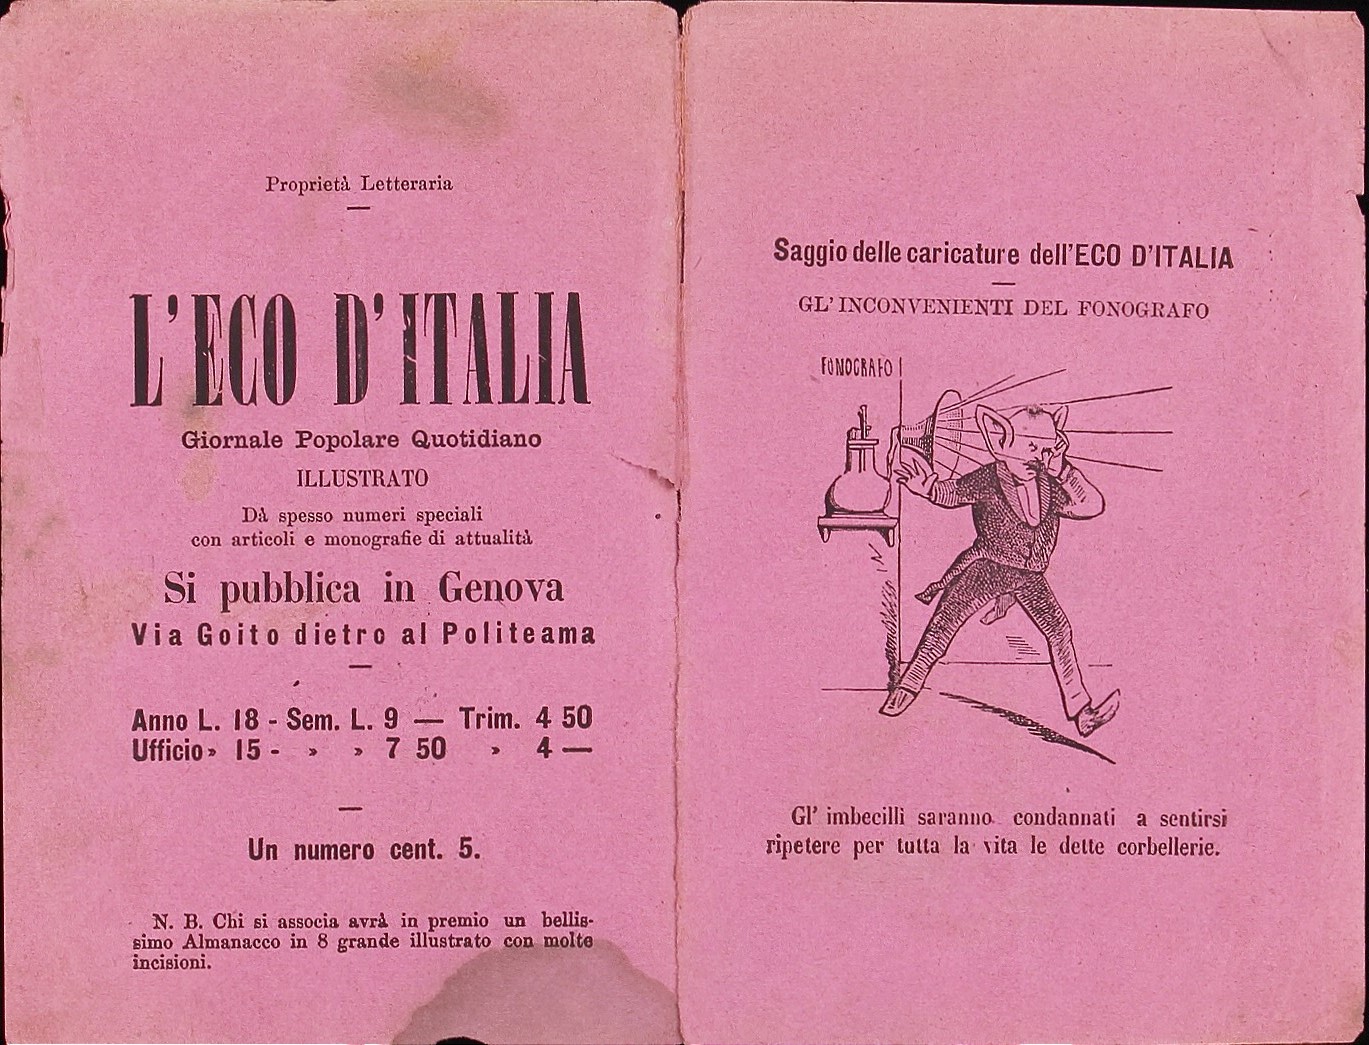 Proprietà Letteraria
L'ECO D'ITALIA
Giornale Popolare Quotidiano
ILLUSTRATO
Dà spesso numeri speciali
con articoli e monografie di attualità
Si pubblica in Genova
Via Goito dietro al Politeama
Anno L. 18 - Sem. L. 9 — Trim. 4 50
Ufficio » 15 - » » 7 50 » 4 —
Un numero cent. 5.
N. B. Chi si associa avrà in premio un bellis-
simo Almanacco in 8 grande illustrato con molte
incisioni.
Saggio delle caricature dell'ECO D'ITALIA
GL' INCONVENIENTI DEL FONOGRAFO
FONOGRAFO
Gl' imbecilli saranno condannati a sentirsi
ripetere per tutta la vita le dette corbellerie.